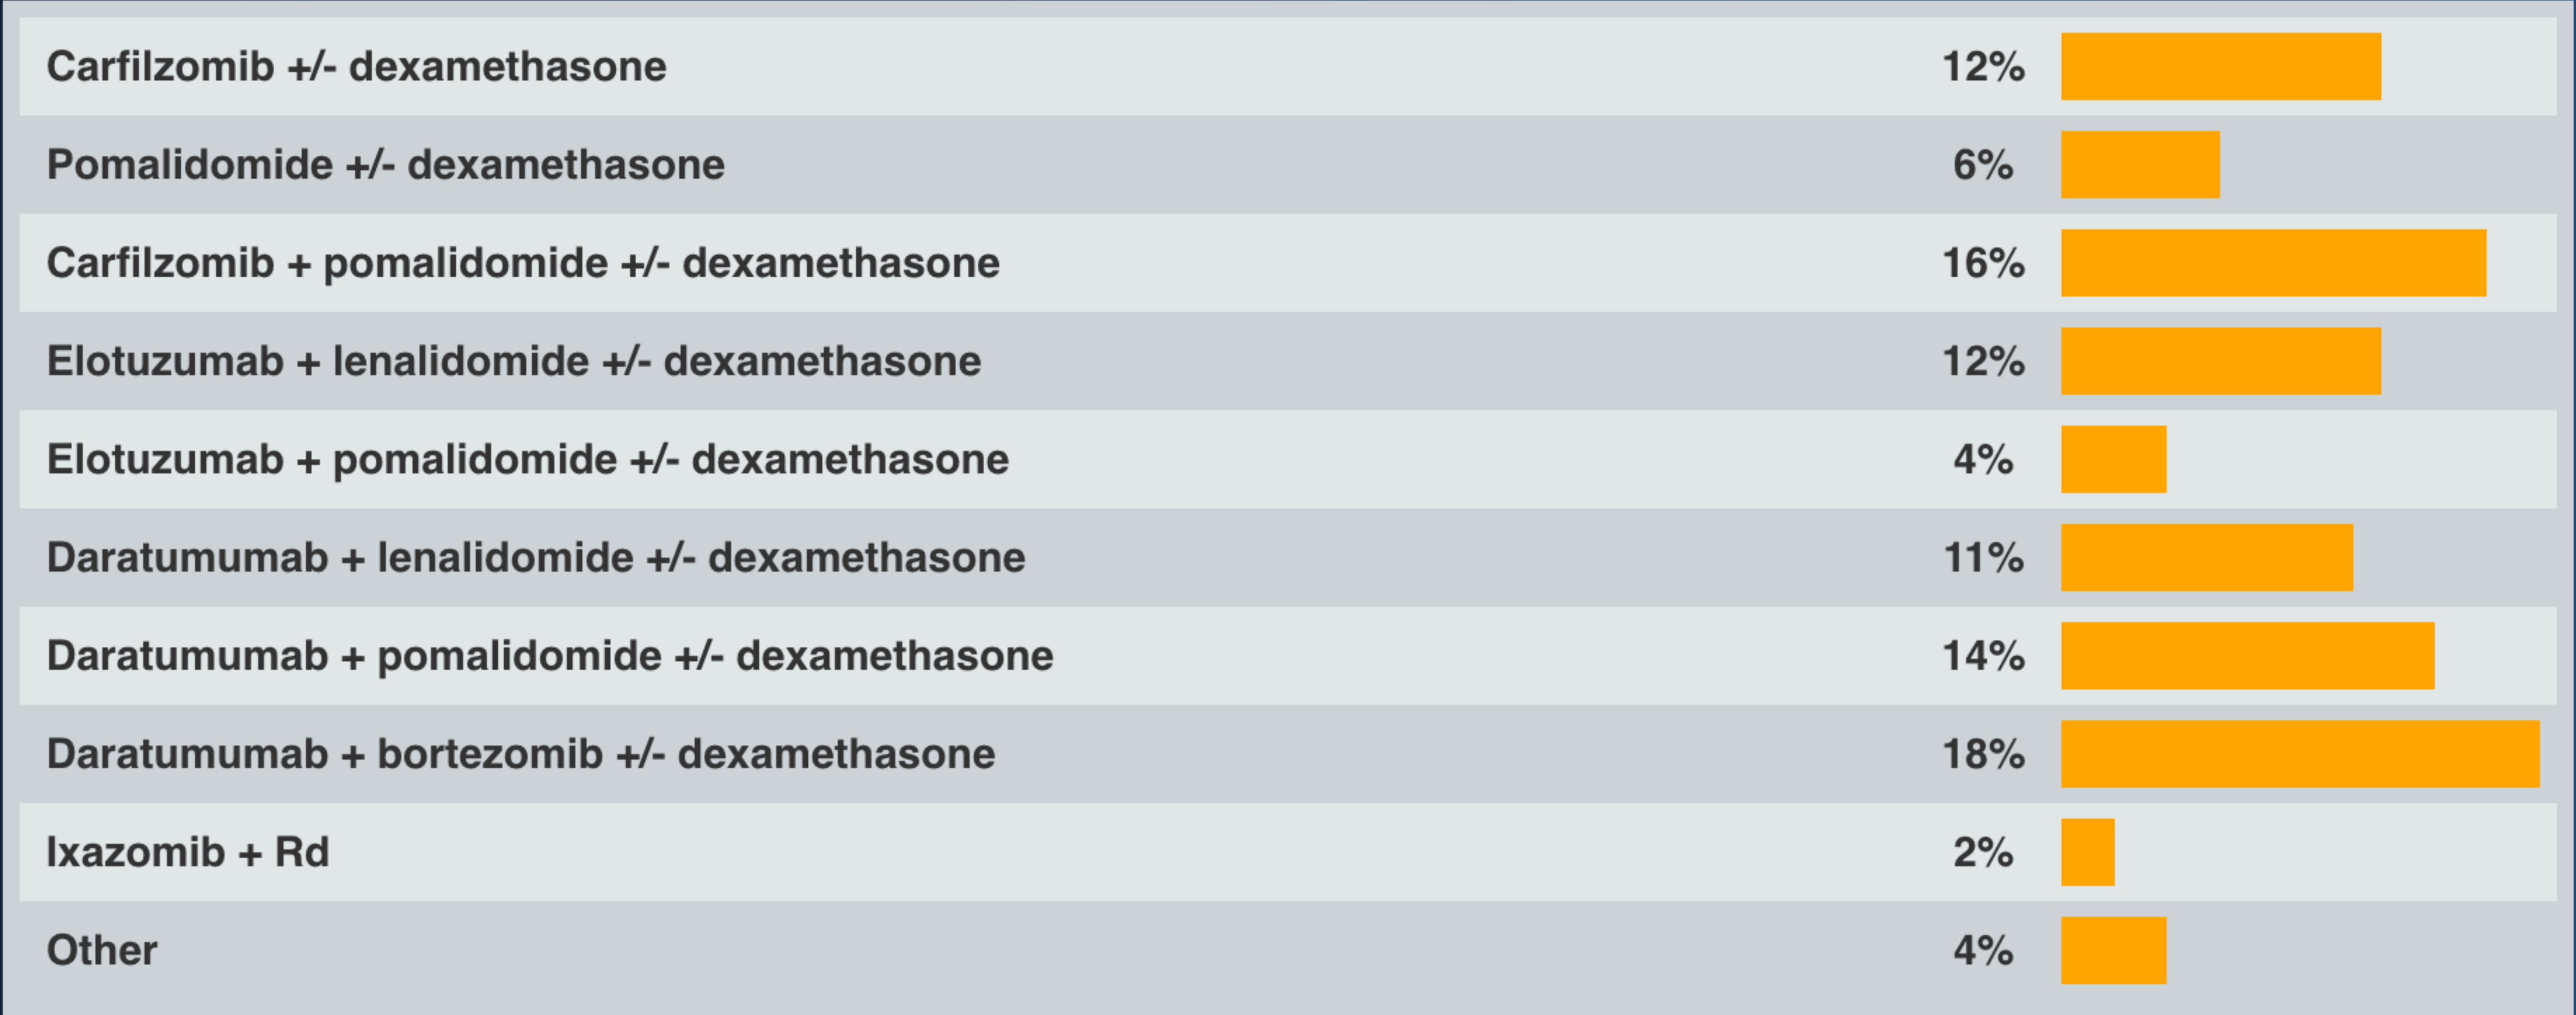 Carfilzomib +/- dexamethasone 12%
Pomalidomide +/- dexamethasone 6%
Carfilzomib + pomalidomide +/- dexamethasone 16%
Elotuzumab + lenalidomide +/- dexamethasone 12%
Elotuzumab + pomalidomide +/- dexamethasone 4%
Daratumumab + lenalidomide +/- dexamethasone 11%
Daratumumab + pomalidomide +/- dexamethasone 14%
Daratumumab + bortezomib +/- dexamethasone 18%
Ixazomib + Rd 2%
Other 4%